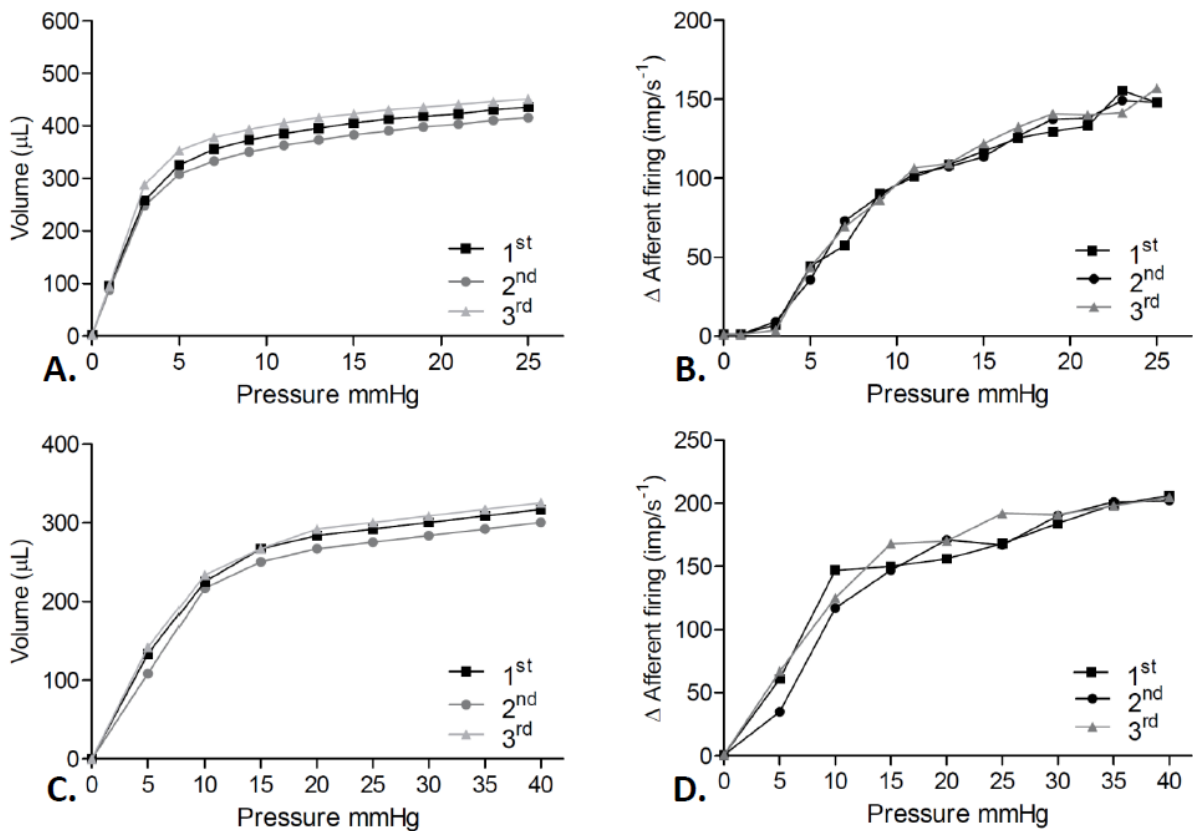 600
500
400
300
200
100
0
Volume (μL)
1st
2nd
3rd
0 5 10 15 20 25
A.
Pressure mmHg
200
150
100
50
0
Δ Afferent firing (imp/s-1)
1st
2nd
3rd
0 5 10 15 20 25
B.
Pressure mmHg
400
300
200
100
0
Volume (μL)
1st
2nd
3rd
0 5 10 15 20 25 30 35 40
C.
Pressure mmHg
250
200
150
100
50
0
Δ Afferent firing (imp/s-1)
1st
2nd
3rd
0 5 10 15 20 25 30 35 40
D.
Pressure mmHg